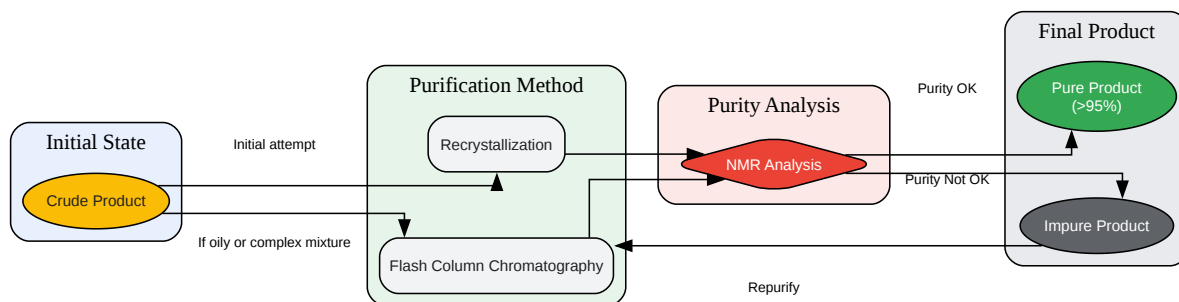 Initial State
Crude Product
Initial attempt
If oily or complex mixture
Purification Method
Recrystallization
Flash Column Chromatography
Purity Analysis
NMR Analysis
Purity OK
Purity Not OK
Repurify
Final Product
Pure Product
(>95%)
Impure Product